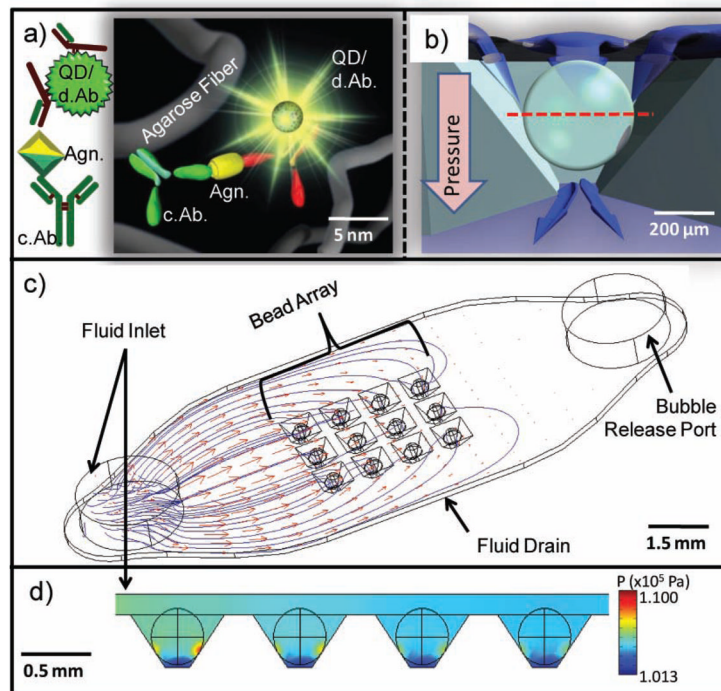 a)
QD/
d.Ab.
Agn.
c.Ab.
Agarose Fiber
QD/
d.Ab.
Agn.
c.Ab.
5 nm
b)
Pressure
200 µm
c)
Fluid Inlet
Bead Array
Bubble
Release Port
Fluid Drain
1.5 mm
d)
P (x10⁵ Pa)
1.100
1.013
0.5 mm